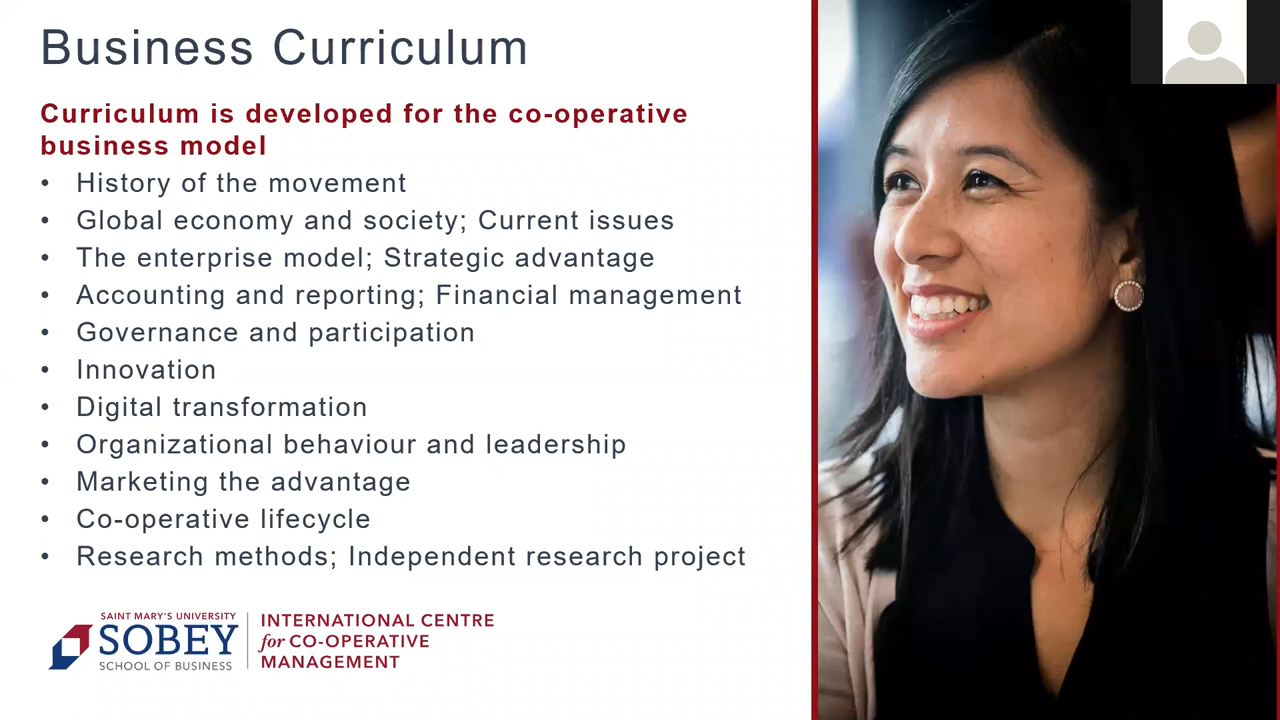 Business Curriculum
Curriculum is developed for the co-operative
business model
• History of the movement
• Global economy and society; Current issues
• The enterprise model; Strategic advantage
• Accounting and reporting; Financial management
• Governance and participation
• Innovation
• Digital transformation
• Organizational behaviour and leadership
• Marketing the advantage
• Co-operative lifecycle
• Research methods; Independent research project
SAINT MARY'S UNIVERSITY
SOBEY
SCHOOL OF BUSINESS
INTERNATIONAL CENTRE
for CO-OPERATIVE
MANAGEMENT